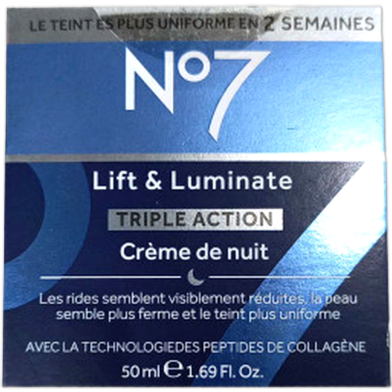 LE TEINT ES PLUS UNIFORME EN 2 SEMAINES
Nº7
Lift & Luminate
TRIPLE ACTION
Crème de nuit
Les rides semblent visiblement réduites, la peau
semble plus ferme et le teint plus uniforme
AVEC LA TECHNOLOGIEDES PEPTIDES DE COLLAGÈNE
50 ml ℮ 1.69 Fl. Oz.